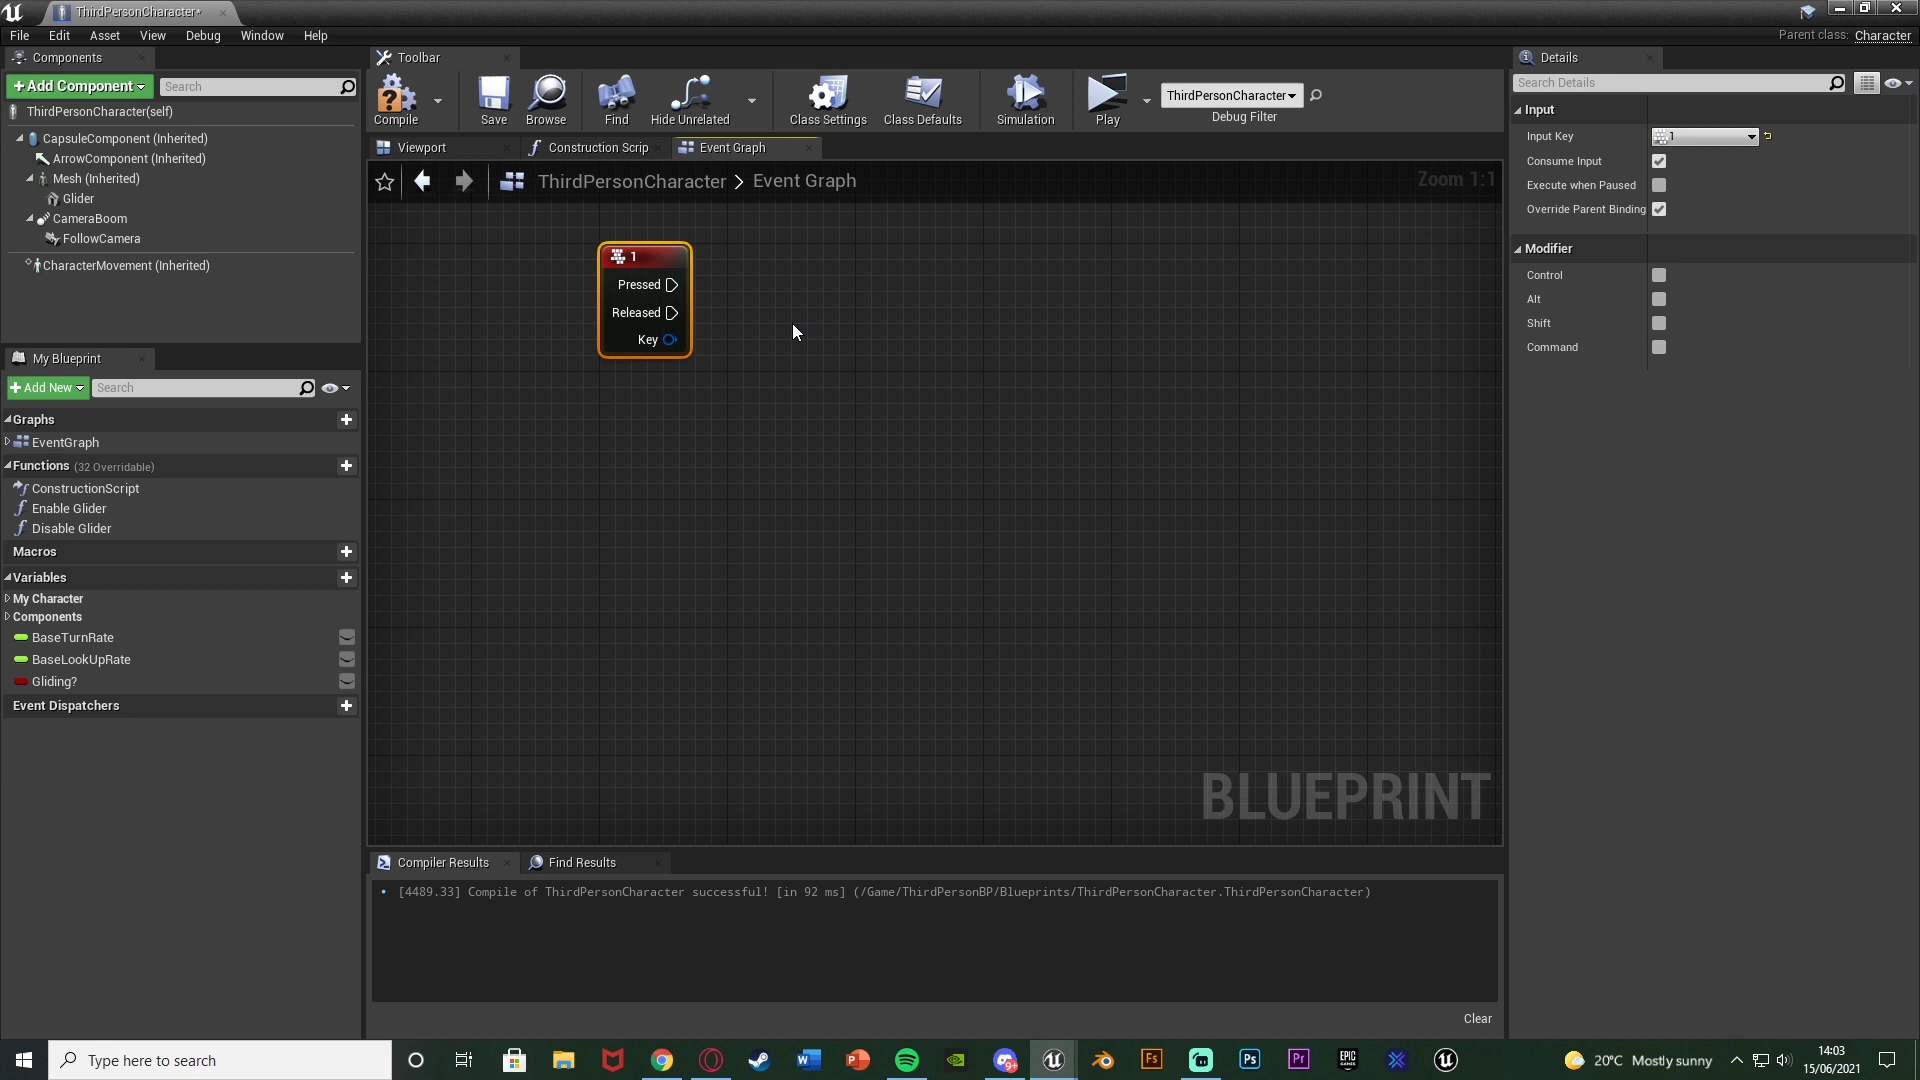 ThirdPersonCharacter*
File Edit Asset View Debug Window Help
Parent class: Character
Components
+Add Component
Search
ThirdPersonCharacter(self)
CapsuleComponent (Inherited)
ArrowComponent (Inherited)
Mesh (Inherited)
Glider
CameraBoom
FollowCamera
CharacterMovement (Inherited)
My Blueprint
+Add New
Search
Graphs
EventGraph
Functions (32 Overridable)
ConstructionScript
Enable Glider
Disable Glider
Macros
Variables
My Character
Components
BaseTurnRate
BaseLookUpRate
Gliding?
Event Dispatchers
Toolbar
Compile
Save
Browse
Find
Hide Unrelated
Class Settings
Class Defaults
Simulation
Play
ThirdPersonCharacter
Debug Filter
Viewport
Construction Scrip
Event Graph
ThirdPersonCharacter > Event Graph
Zoom 1:1
1
Pressed
Released
Key
BLUEPRINT
Compiler Results
Find Results
[4489.33] Compile of ThirdPersonCharacter successful! [in 92 ms] (/Game/ThirdPersonBP/Blueprints/ThirdPersonCharacter.ThirdPersonCharacter)
Clear
Details
Search Details
Input
Input Key
1
Consume Input
Execute when Paused
Override Parent Binding
Modifier
Control
Alt
Shift
Command
Type here to search
9+
Fs
Ps
Pr
EPIC GAMES
20°C Mostly sunny
14:03
15/06/2021